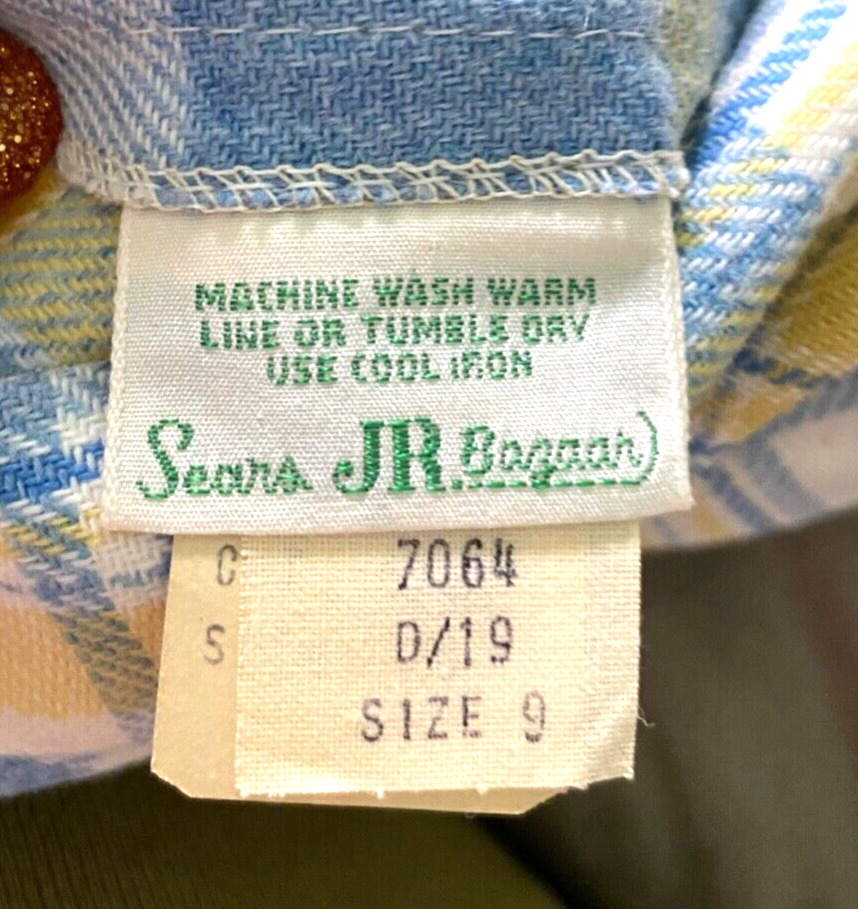 MACHINE WASH WARM
LINE OR TUMBLE DRY
USE COOL IRON
Sears JR. Bazaar
C 7064
S D/19
SIZE 9